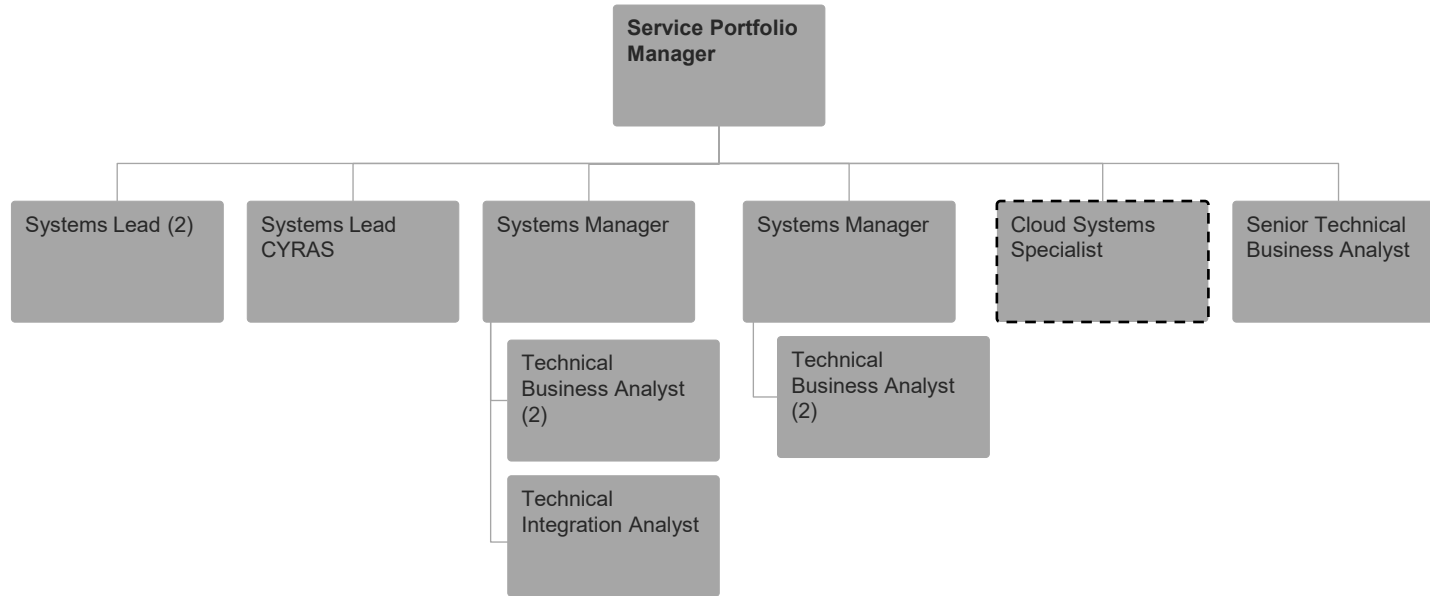 Service Portfolio
Manager
Systems Lead (2)
Systems Lead
CYRAS
Systems Manager
Systems Manager
Cloud Systems
Specialist
Senior Technical
Business Analyst
Technical
Business Analyst
(2)
Technical
Business Analyst
(2)
Technical
Integration Analyst